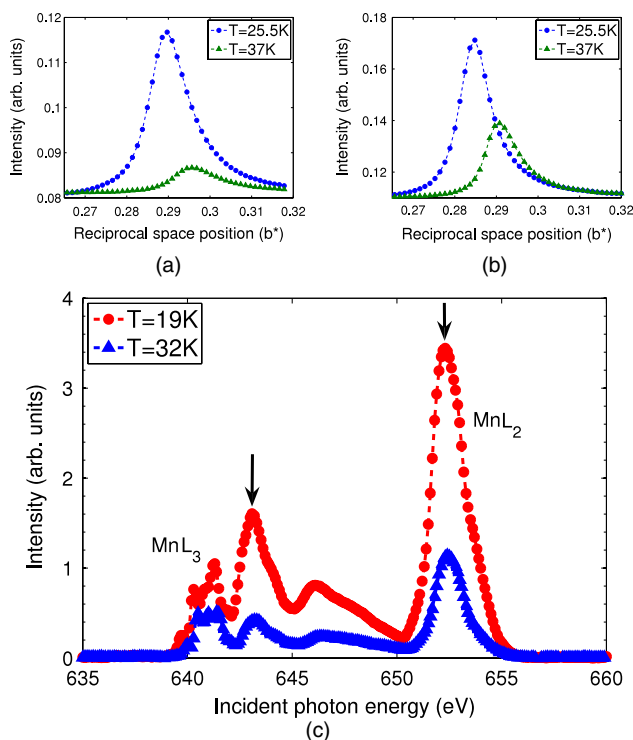 0.12
0.11
0.1
0.09
0.08
Intensity (arb. units)
T=25.5K
T=37K
0.27 0.28 0.29 0.3 0.31 0.32
Reciprocal space position (b*)
(a)
0.18
0.16
0.14
0.12
Intensity (arb. units)
T=25.5K
T=37K
0.27 0.28 0.29 0.3 0.31 0.32
Reciprocal space position (b*)
(b)
4
3
2
1
0
Intensity (arb. units)
T=19K
T=32K
MnL3
MnL2
635 640 645 650 655 660
Incident photon energy (eV)
(c)